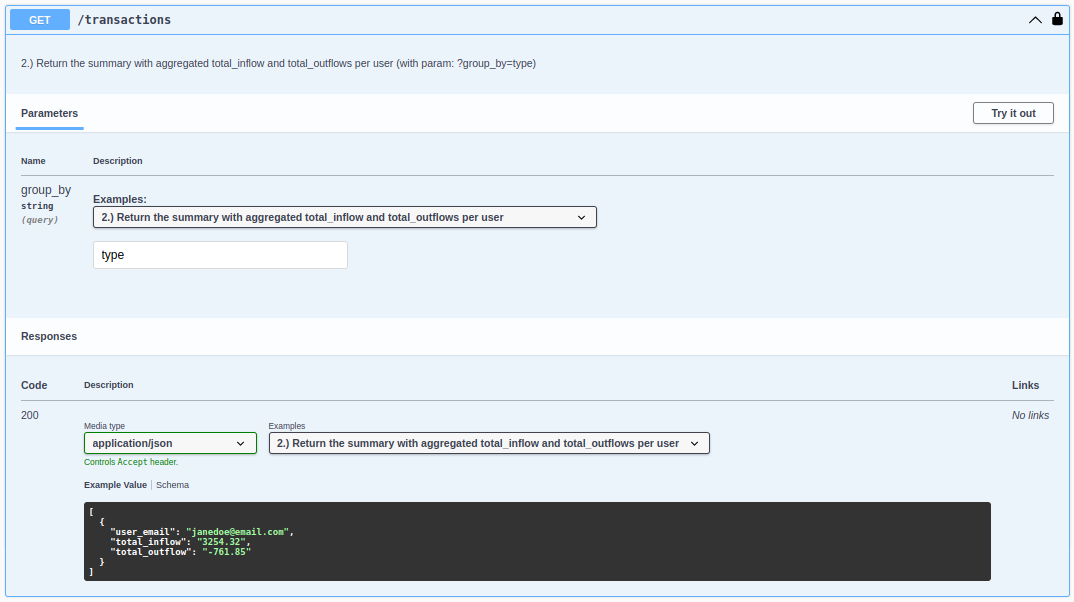 GET /transactions
2.) Return the summary with aggregated total_inflow and total_outflows per user (with param: ?group_by=type)
Parameters
Try it out
Name Description
group_by
string
(query)
Examples:
2.) Return the summary with aggregated total_inflow and total_outflows per user
type
Responses
Code Description Links
200 No links
Media type Examples
application/json 2.) Return the summary with aggregated total_inflow and total_outflows per user
Controls Accept header.
Example Value | Schema
[
{
"user_email": "janedoe@email.com",
"total_inflow": "3254.32",
"total_outflow": "-761.85"
}
]